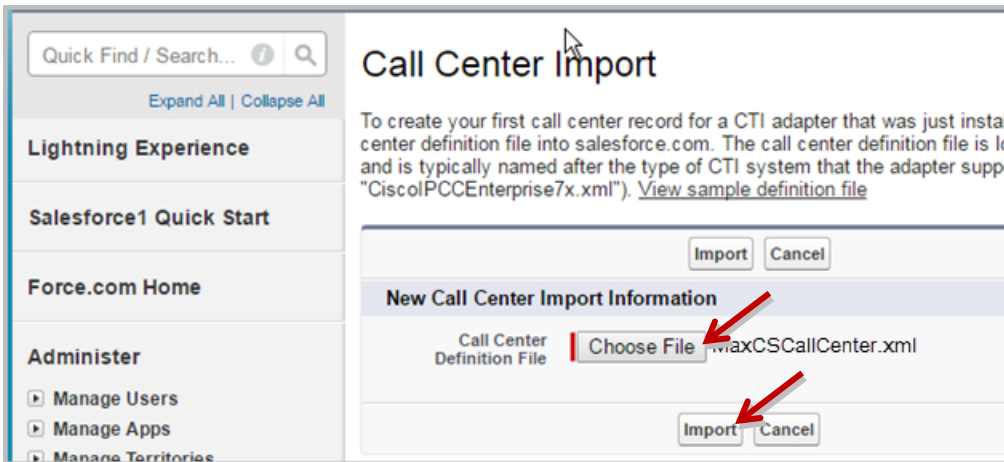 Quick Find / Search...
Expand All | Collapse All
Lightning Experience
Salesforce1 Quick Start
Force.com Home
Administer
Manage Users
Manage Apps
Manage Territories
Call Center Import
To create your first call center record for a CTI adapter that was just
center definition file into salesforce.com. The call center definition file is
and is typically named after the type of CTI system that the adapter
"CiscoIPCCEnterprise7x.xml"). View sample definition file
Import Cancel
New Call Center Import Information
Call Center
Definition File
Choose File MaxCSCallCenter.xml
Import Cancel